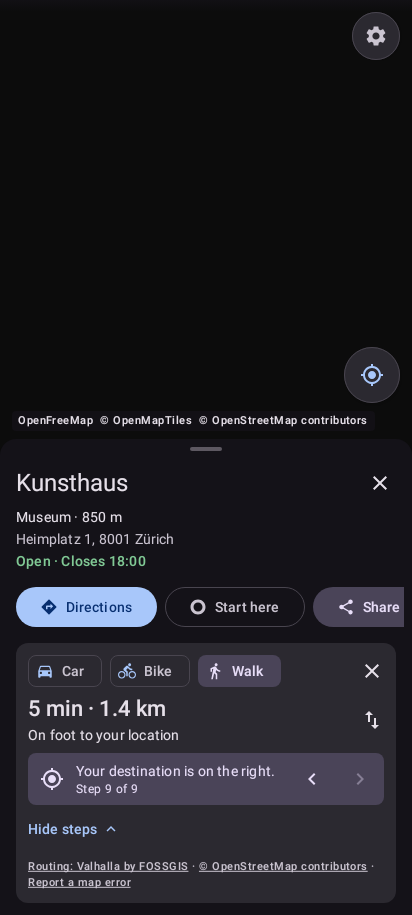 OpenFreeMap © OpenMapTiles © OpenStreetMap contributors
Kunsthaus
Museum · 850 m
Heimplatz 1, 8001 Zürich
Open · Closes 18:00
Directions
Start here
Share
Car
Bike
Walk
5 min · 1.4 km
On foot to your location
Your destination is on the right.
Step 9 of 9
Hide steps
Routing: Valhalla by FOSSGIS · © OpenStreetMap contributors ·
Report a map error